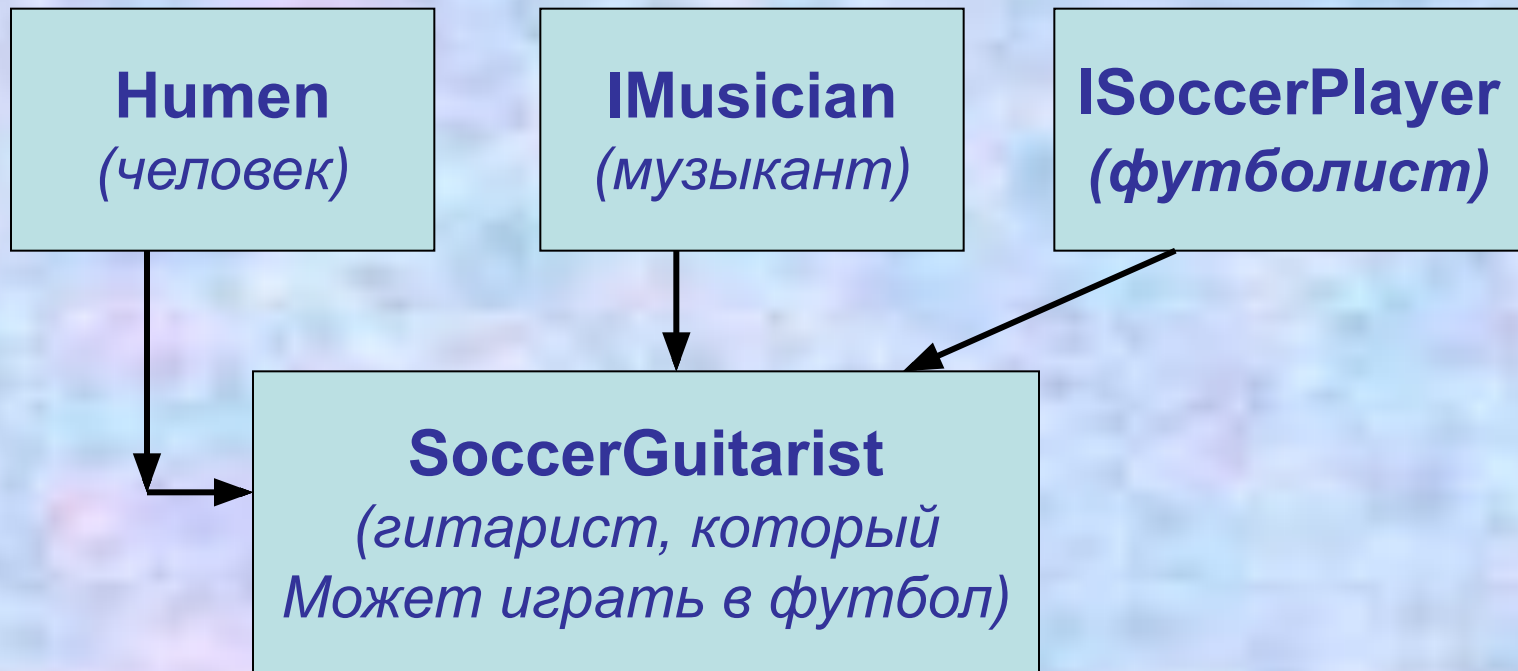 Humen
(человек)
IMusician
(музыкант)
ISoccerPlayer
(футболист)
SoccerGuitarist
(гитарист, который
Может играть в футбол)